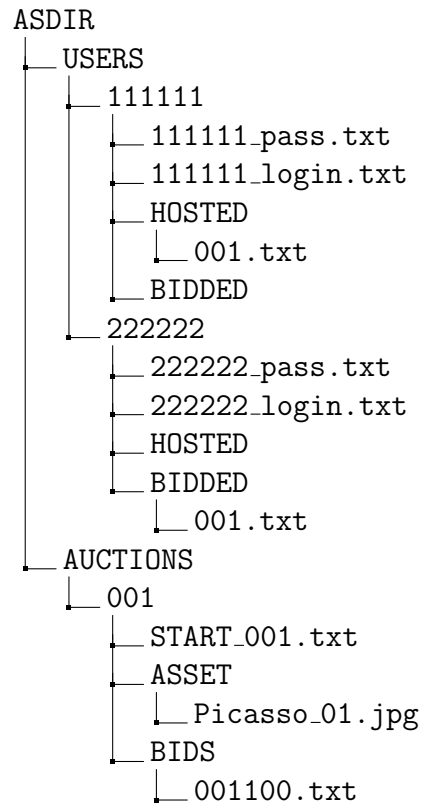 ASDIR
USERS
111111
111111_pass.txt
111111_login.txt
HOSTED
001.txt
BIDDED
222222
222222_pass.txt
222222_login.txt
HOSTED
BIDDED
001.txt
AUCTIONS
001
START_001.txt
ASSET
Picasso_01.jpg
BIDS
001100.txt